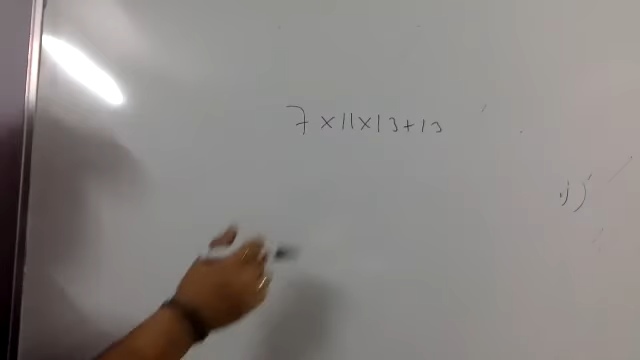 7 × 11 × 13 + 13